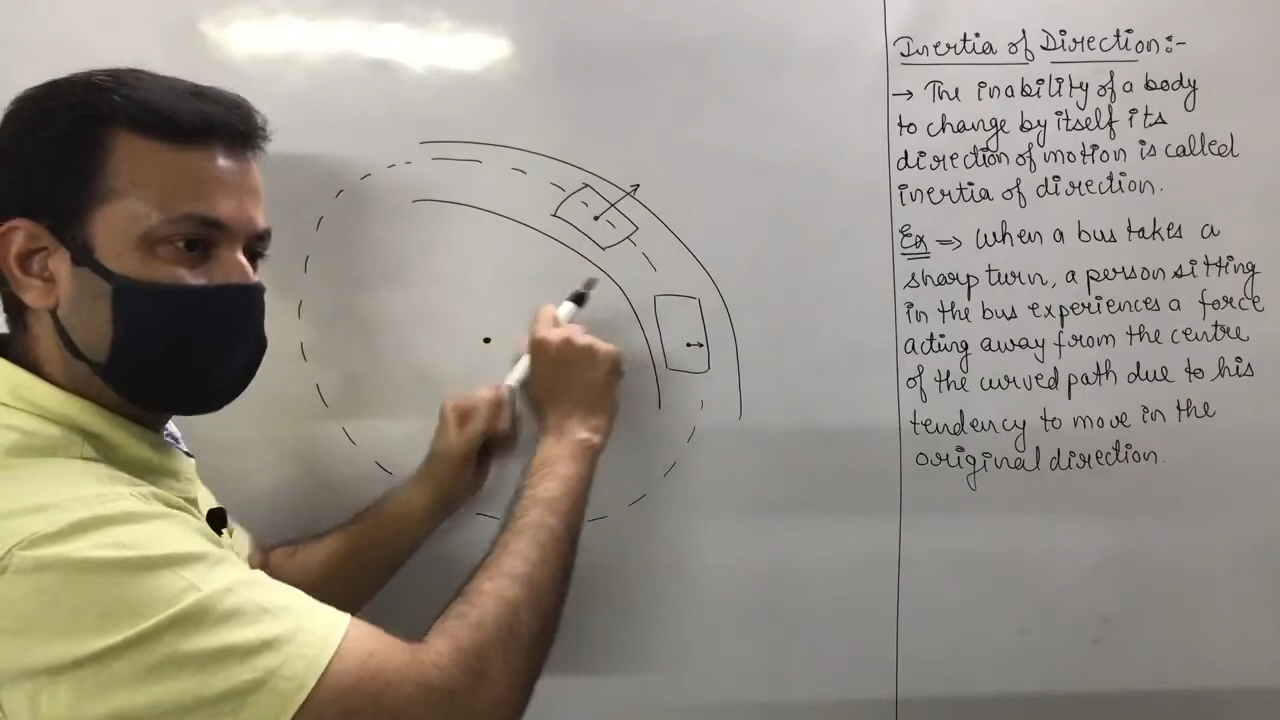 Inertia of Direction:-
→ The inability of a body
to change by itself its
direction of motion is called
inertia of direction.
Ex => When a bus takes a
sharp turn, a person sitting
in the bus experiences a force
acting away from the centre
of the curved path due to his
tendency to move in the
original direction.